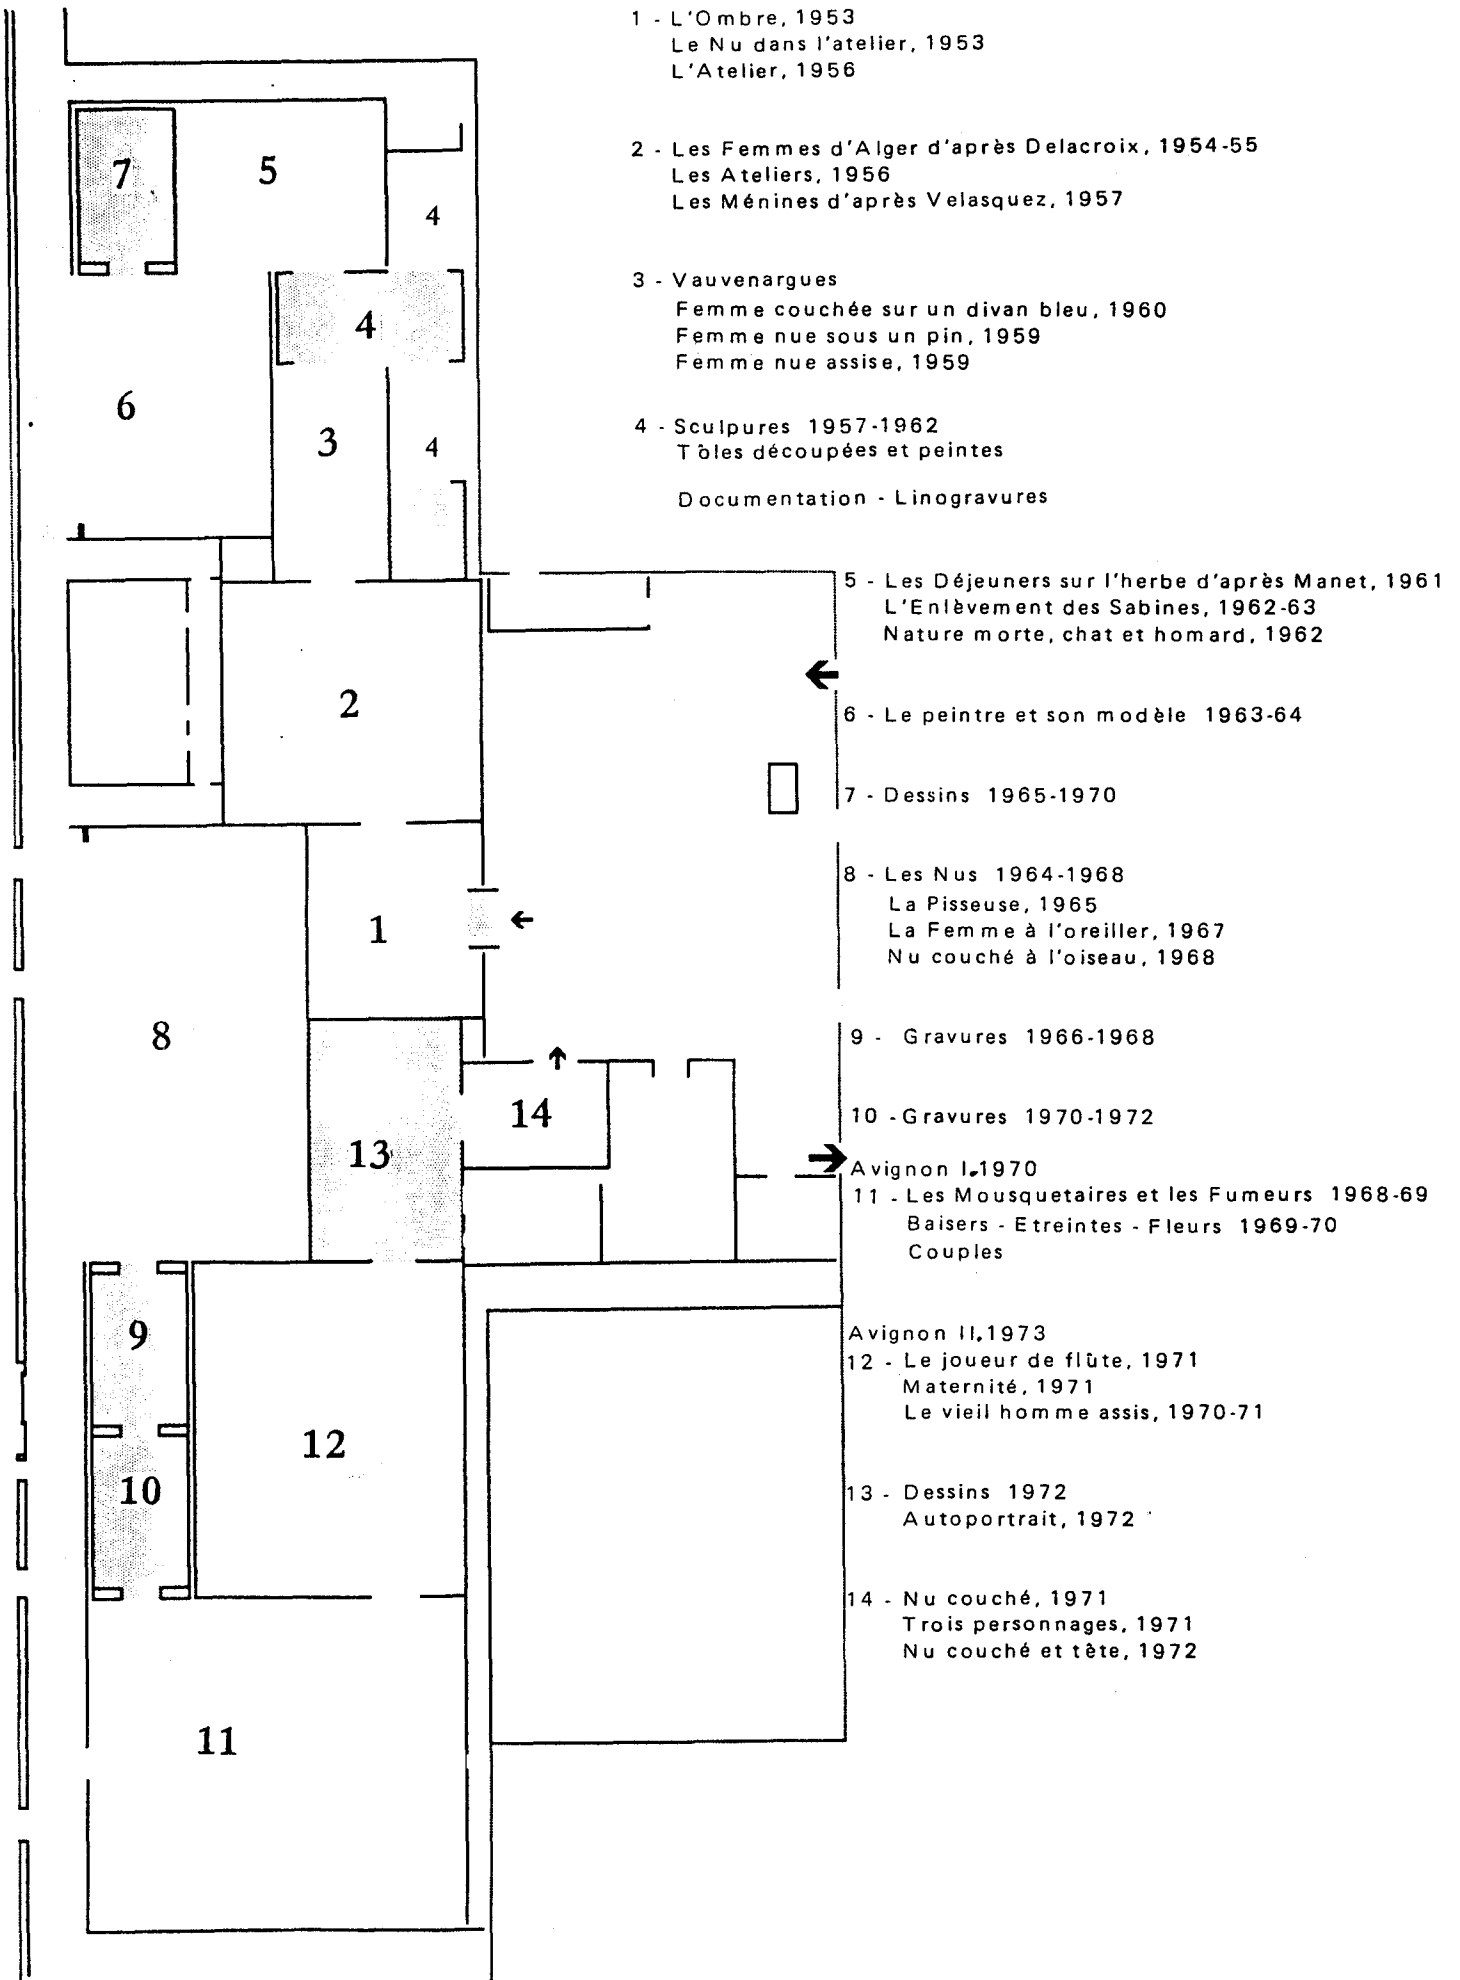 1 - L'Ombre, 1953
Le Nu dans l'atelier, 1953
L'Atelier, 1956
2 - Les Femmes d'Alger d'après Delacroix, 1954-55
Les Ateliers, 1956
Les Ménines d'après Velasquez, 1957
3 - Vauvenargues
Femme couchée sur un divan bleu, 1960
Femme nue sous un pin, 1959
Femme nue assise, 1959
4 - Sculpures 1957-1962
Tôles découpées et peintes
Documentation - Linogravures
5 - Les Déjeuners sur l'herbe d'après Manet, 1961
L'Enlèvement des Sabines, 1962-63
Nature morte, chat et homard, 1962
6 - Le peintre et son modèle 1963-64
7 - Dessins 1965-1970
8 - Les Nus 1964-1968
La Pisseuse, 1965
La Femme à l'oreiller, 1967
Nu couché à l'oiseau, 1968
9 - Gravures 1966-1968
10 - Gravures 1970-1972
Avignon I.1970
11 - Les Mousquetaires et les Fumeurs 1968-69
Baisers - Etreintes - Fleurs 1969-70
Couples
Avignon II.1973
12 - Le joueur de flûte, 1971
Maternité, 1971
Le vieil homme assis, 1970-71
13 - Dessins 1972
Autoportrait, 1972
14 - Nu couché, 1971
Trois personnages, 1971
Nu couché et tête, 1972
7
5
4
4
6
3
4
2
1
8
14
13
9
12
10
11